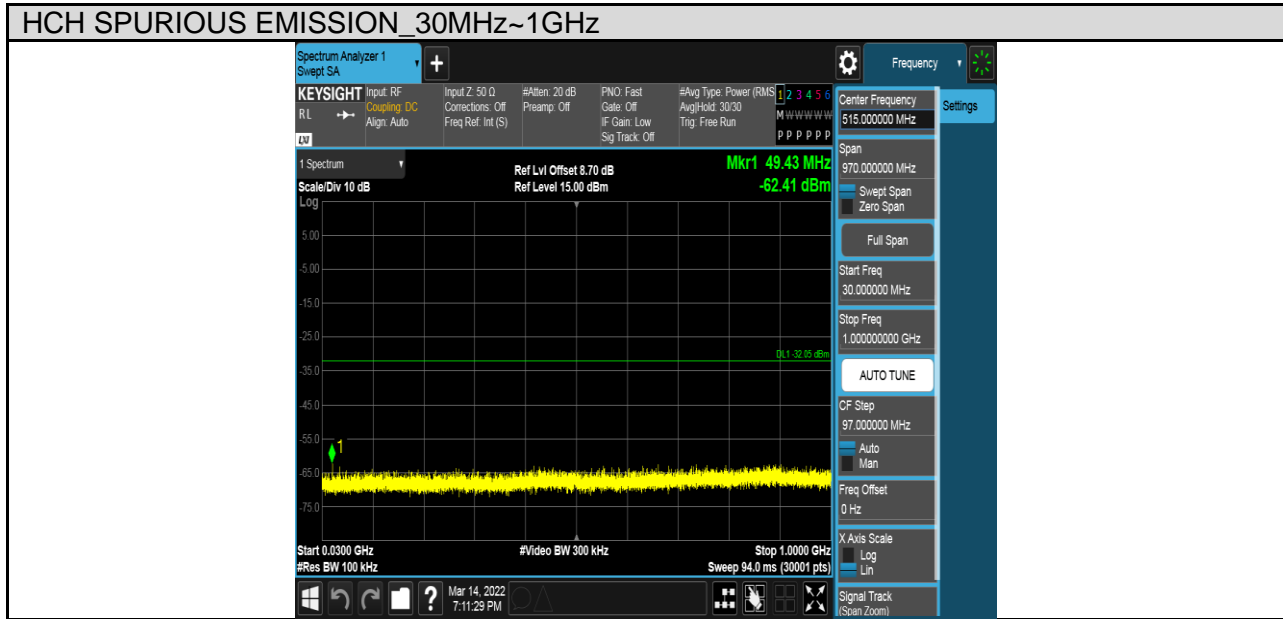 HCH SPURIOUS EMISSION_30MHz~1GHz
Spectrum Analyzer 1
Swept SA
+
Frequency
KEYSIGHT
RL
LXI
Input: RF
Coupling: DC
Align: Auto
Input Z: 50 Ω
Corrections: Off
Freq Ref: Int (S)
#Atten: 20 dB
Preamp: Off
PNO: Fast
Gate: Off
IF Gain: Low
Sig Track: Off
#Avg Type: Power (RMS
Avg|Hold: 30/30
Trig: Free Run
1 2 3 4 5 6
M W W W W W
P P P P P P
Center Frequency
515.000000 MHz
Settings
Span
970.000000 MHz
Swept Span
Zero Span
Full Span
Start Freq
30.000000 MHz
Stop Freq
1.000000000 GHz
AUTO TUNE
CF Step
97.000000 MHz
Auto
Man
Freq Offset
0 Hz
X Axis Scale
Log
Lin
Signal Track
(Span Zoom)
1 Spectrum
Scale/Div 10 dB
Ref Lvl Offset 8.70 dB
Ref Level 15.00 dBm
Mkr1 49.43 MHz
-62.41 dBm
Log
5.00
-5.00
-15.0
-25.0
DL1 -32.05 dBm
-35.0
-45.0
-55.0
1
-65.0
-75.0
Start 0.0300 GHz
#Res BW 100 kHz
#Video BW 300 kHz
Stop 1.0000 GHz
Sweep 94.0 ms (30001 pts)
?
Mar 14, 2022
7:11:29 PM